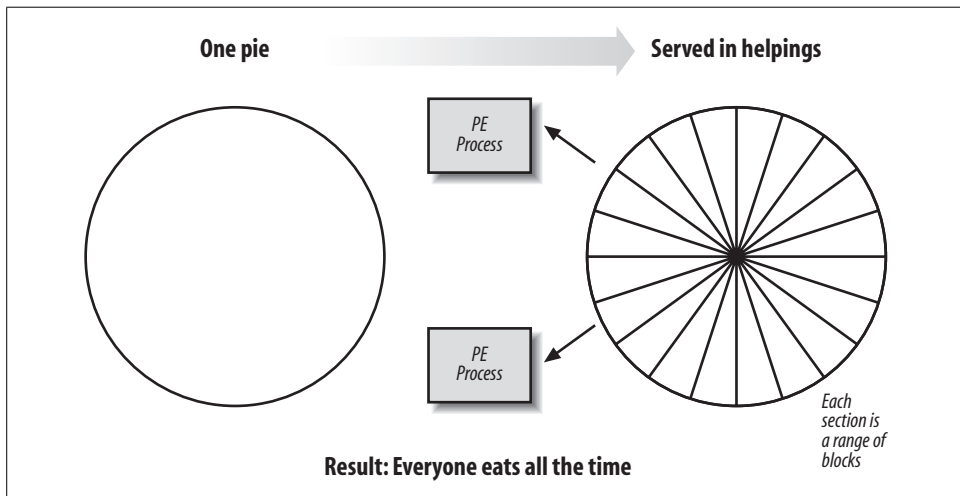 One pie
Served in helpings
PE
Process
PE
Process
Each
section is
a range of
blocks
Result: Everyone eats all the time